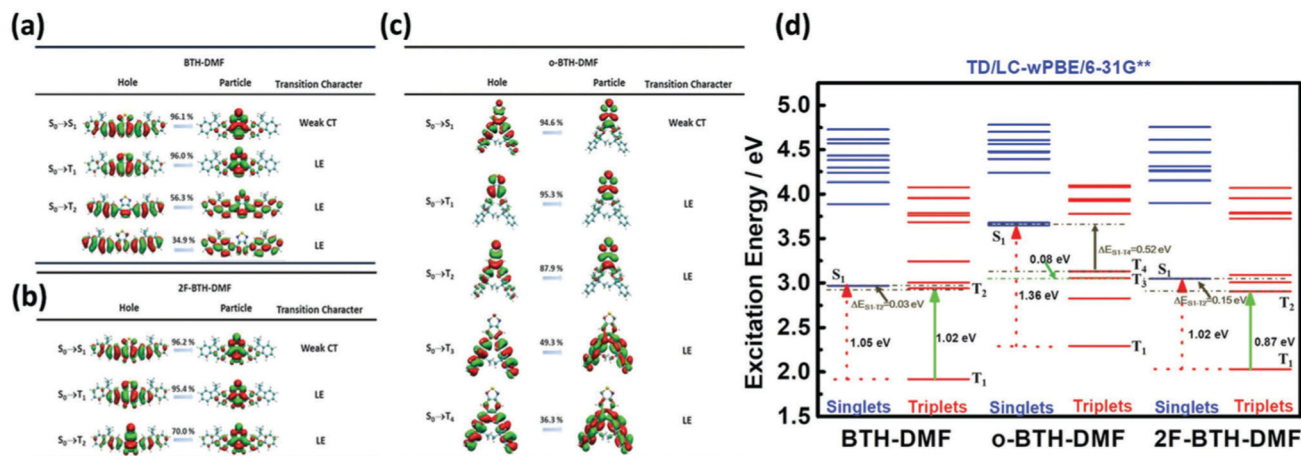 (a)
BTH-DMF
Hole Particle Transition Character
S0→S1 96.1 % Weak CT
S0→T1 96.0 % LE
S0→T2 56.3 % LE
34.9 % LE
(b)
2F-BTH-DMF
Hole Particle Transition Character
S0→S1 96.2 % Weak CT
S0→T1 95.4 % LE
S0→T2 70.0 % LE
(c)
o-BTH-DMF
Hole Particle Transition Character
S0→S1 94.6 % Weak CT
S0→T1 95.3 % LE
S0→T2 87.9 % LE
S0→T3 49.3 % LE
S0→T4 36.3 % LE
(d)
TD/LC-wPBE/6-31G**
Excitation Energy / eV
5.0
4.5
4.0
3.5
3.0
2.5
2.0
1.5
S1
ΔE S1-T2=0.03 eV
1.05 eV
1.02 eV
T2
T1
S1
ΔE S1-T4=0.52 eV
0.08 eV
T4
T3
1.36 eV
T1
S1
ΔE S1-T2=0.15 eV
T2
1.02 eV
0.87 eV
T1
Singlets Triplets Singlets Triplets Singlets Triplets
BTH-DMF o-BTH-DMF 2F-BTH-DMF